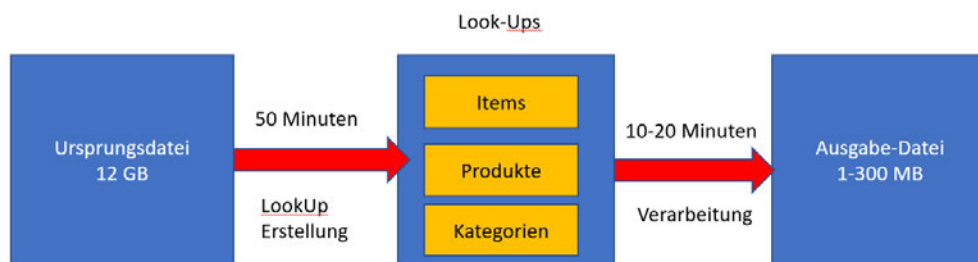 Look-Ups
Ursprungsdatei
12 GB
50 Minuten
LookUp
Erstellung
Items
Produkte
Kategorien
10-20 Minuten
Verarbeitung
Ausgabe-Datei
1-300 MB